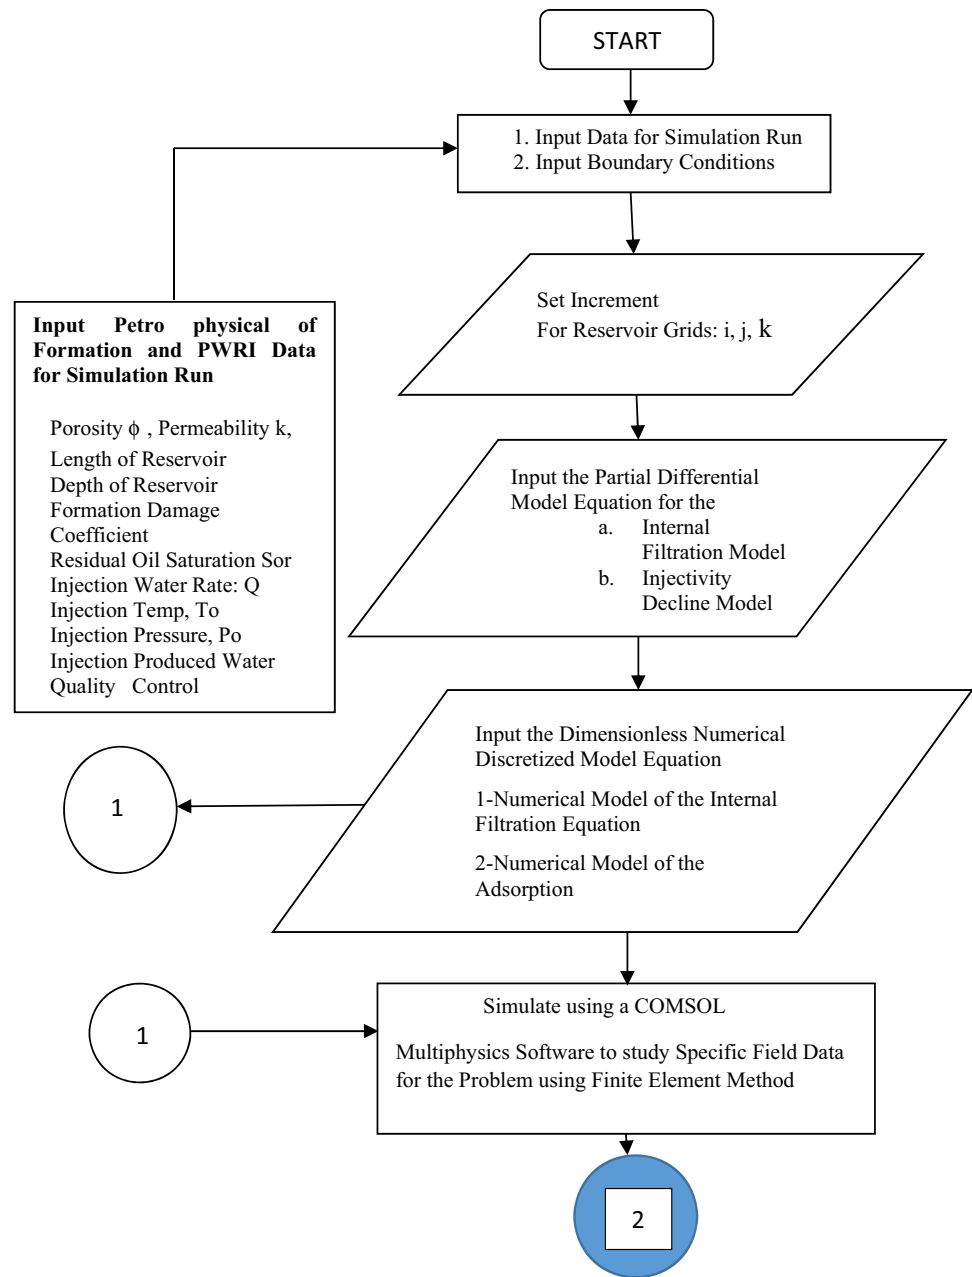 START
1. Input Data for Simulation Run
2. Input Boundary Conditions
Set Increment
For Reservoir Grids: i, j, k
Input Petro physical of
Formation and PWRI Data
for Simulation Run
Porosity ϕ , Permeability k,
Length of Reservoir
Depth of Reservoir
Formation Damage
Coefficient
Residual Oil Saturation Sor
Injection Water Rate: Q
Injection Temp, To
Injection Pressure, Po
Injection Produced Water
Quality Control
Input the Partial Differential
Model Equation for the
a. Internal
Filtration Model
b. Injectivity
Decline Model
Input the Dimensionless Numerical
Discretized Model Equation
1-Numerical Model of the Internal
Filtration Equation
2-Numerical Model of the
Adsorption
1
1
Simulate using a COMSOL
Multiphysics Software to study Specific Field Data
for the Problem using Finite Element Method
2